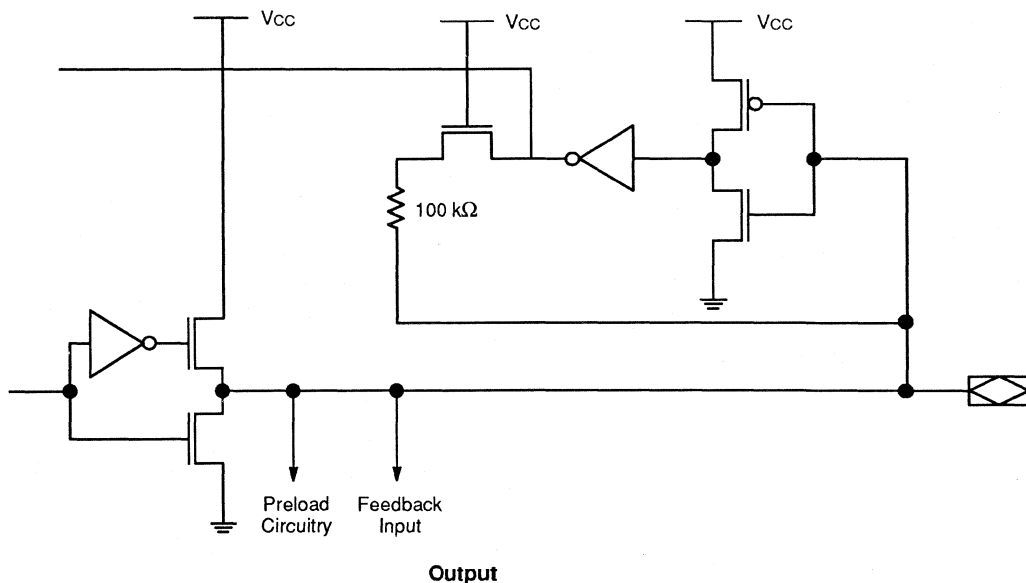 VCC
VCC
VCC
100 kΩ
Preload
Circuitry
Feedback
Input
Output